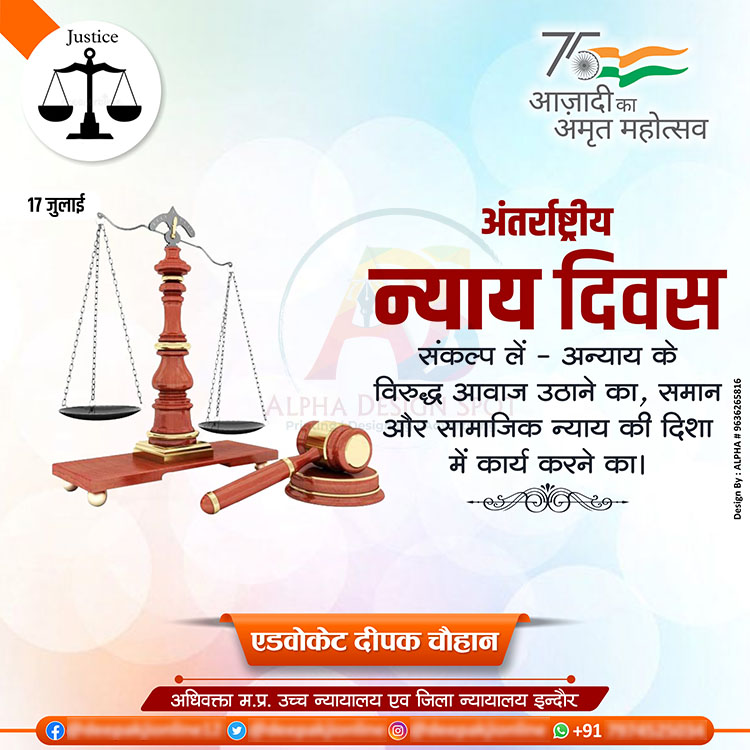 Justice
75
आज़ादी का
अमृत महोत्सव
17 जुलाई
अंतर्राष्ट्रीय
न्याय दिवस
संकल्प लें - अन्याय के
विरुद्ध आवाज उठाने का, समान
और सामाजिक न्याय की दिशा
में कार्य करने का।
ALPHA DESIGN SPOT
Design By : ALPHA # 9636265816
एडवोकेट दीपक चौहान
अधिवक्ता म.प्र. उच्च न्यायालय एव जिला न्यायालय इन्दौर
+91